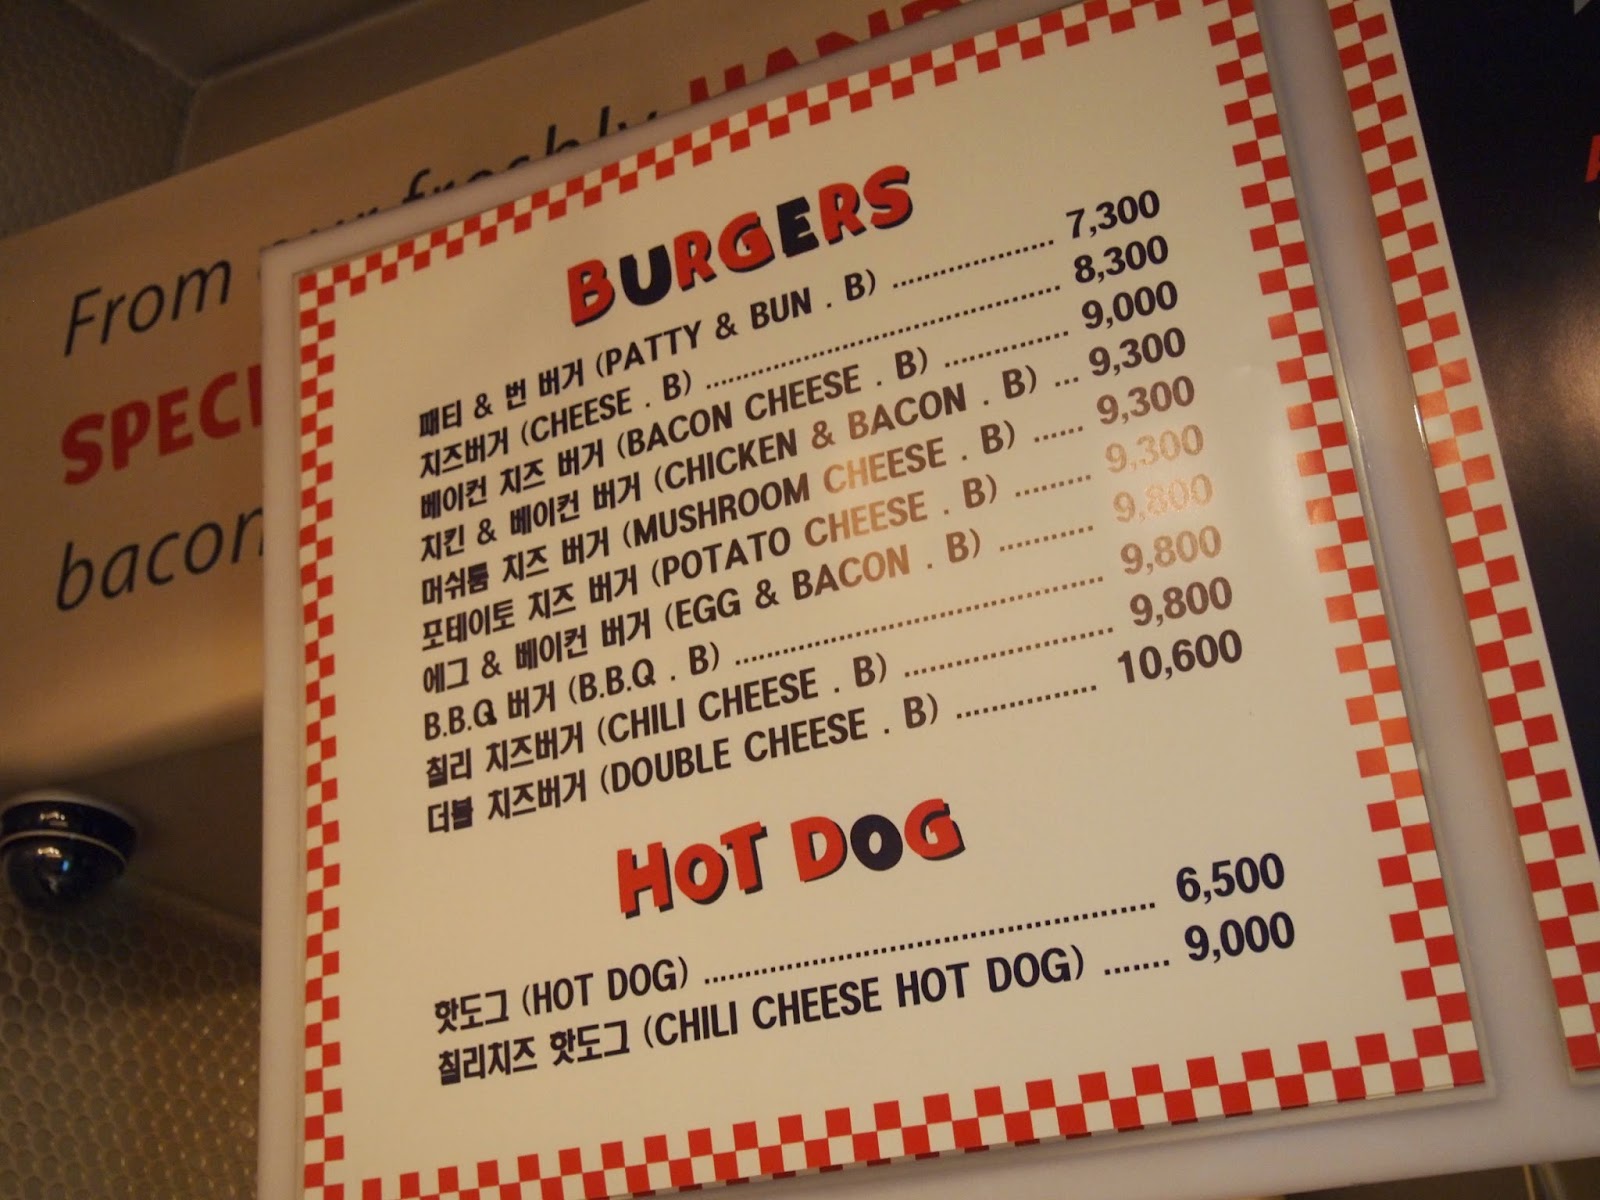 From our freshly HAND
SPECI
bacon
BURGERS
패티 & 번 버거 (PATTY & BUN . B) .................... 7,300
치즈버거 (CHEESE . B) ........................................... 8,300
베이컨 치즈 버거 (BACON CHEESE . B) ............... 9,000
치킨 & 베이컨 버거 (CHICKEN & BACON . B) ... 9,300
머쉬룸 치즈 버거 (MUSHROOM CHEESE . B) ...... 9,300
포테이토 치즈 버거 (POTATO CHEESE . B) ......... 9,300
에그 & 베이컨 버거 (EGG & BACON . B) ........... 9,800
B.B.Q 버거 (B.B.Q . B) ............................................ 9,800
칠리 치즈버거 (CHILI CHEESE . B) ......................... 9,800
더블 치즈버거 (DOUBLE CHEESE . B) ................. 10,600
HOT DOG
핫도그 (HOT DOG) ..................................................... 6,500
칠리치즈 핫도그 (CHILI CHEESE HOT DOG) ....... 9,000